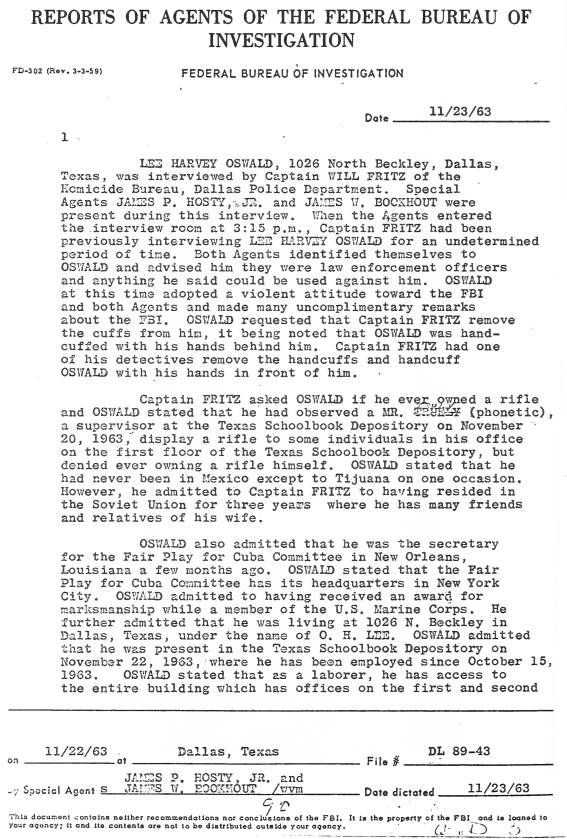 REPORTS OF AGENTS OF THE FEDERAL BUREAU OF
INVESTIGATION
FD-302 (Rev. 3-3-59)
FEDERAL BUREAU OF INVESTIGATION
Date 11/23/63
1
LEE HARVEY OSWALD, 1026 North Beckley, Dallas,
Texas, was interviewed by Captain WILL FRITZ of the
Homicide Bureau, Dallas Police Department. Special
Agents JAMES P. HOSTY, JR. and JAMES W. BOOKHOUT were
present during this interview. When the Agents entered
the interview room at 3:15 p.m., Captain FRITZ had been
previously interviewing LEE HARVEY OSWALD for an undetermined
period of time. Both Agents identified themselves to
OSWALD and advised him they were law enforcement officers
and anything he said could be used against him. OSWALD
at this time adopted a violent attitude toward the FBI
and both Agents and made many uncomplimentary remarks
about the FBI. OSWALD requested that Captain FRITZ remove
the cuffs from him, it being noted that OSWALD was hand-
cuffed with his hands behind him. Captain FRITZ had one
of his detectives remove the handcuffs and handcuff
OSWALD with his hands in front of him.
Captain FRITZ asked OSWALD if he ever owned a rifle
and OSWALD stated that he had observed a MR. (phonetic),
a supervisor at the Texas Schoolbook Depository on November
20, 1963, display a rifle to some individuals in his office
on the first floor of the Texas Schoolbook Depository, but
denied ever owning a rifle himself. OSWALD stated that he
had never been in Mexico except to Tijuana on one occasion.
However, he admitted to Captain FRITZ to having resided in
the Soviet Union for three years where he has many friends
and relatives of his wife.
OSWALD also admitted that he was the secretary
for the Fair Play for Cuba Committee in New Orleans,
Louisiana a few months ago. OSWALD stated that the Fair
Play for Cuba Committee has its headquarters in New York
City. OSWALD admitted to having received an award for
marksmanship while a member of the U.S. Marine Corps. He
further admitted that he was living at 1026 N. Beckley in
Dallas, Texas, under the name of O. H. LEE. OSWALD admitted
that he was present in the Texas Schoolbook Depository on
November 22, 1963, where he has been employed since October 15,
1963. OSWALD stated that as a laborer, he has access to
the entire building which has offices on the first and second
on 11/22/63 at Dallas, Texas File # DL 89-43
JAMES P. HOSTY, JR. and
by Special Agent s JAMES W. BOOKHOUT /wvm Date dictated 11/23/63
This document contains neither recommendations nor conclusions of the FBI. It is the property of the FBI and is loaned to
your agency; it and its contents are not to be distributed outside your agency.